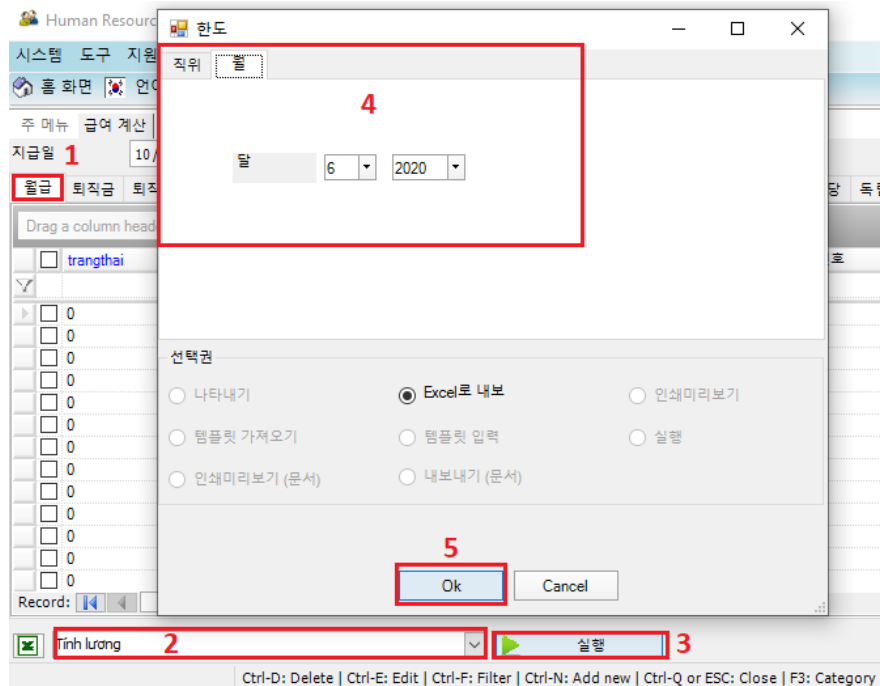 Human Resourc
한도
시스템 도구 지원
직위 월
홈 화면 언어
4
주 메뉴 급여 계산
지급일 1 10/
달 6 2020
월급 퇴직금 퇴직 당 독립
Drag a column head
trangthai 호
0
0
0
선택권
0
나타내기 Excel로 내보 인쇄미리보기
0
0
템플릿 가져오기 템플릿 입력 실행
0
0
인쇄미리보기 (문서) 내보내기 (문서)
0
0
0
5
0
0
Ok Cancel
Record:
Tính lương 2 실행 3
Ctrl-D: Delete | Ctrl-E: Edit | Ctrl-F: Filter | Ctrl-N: Add new | Ctrl-Q or ESC: Close | F3: Category